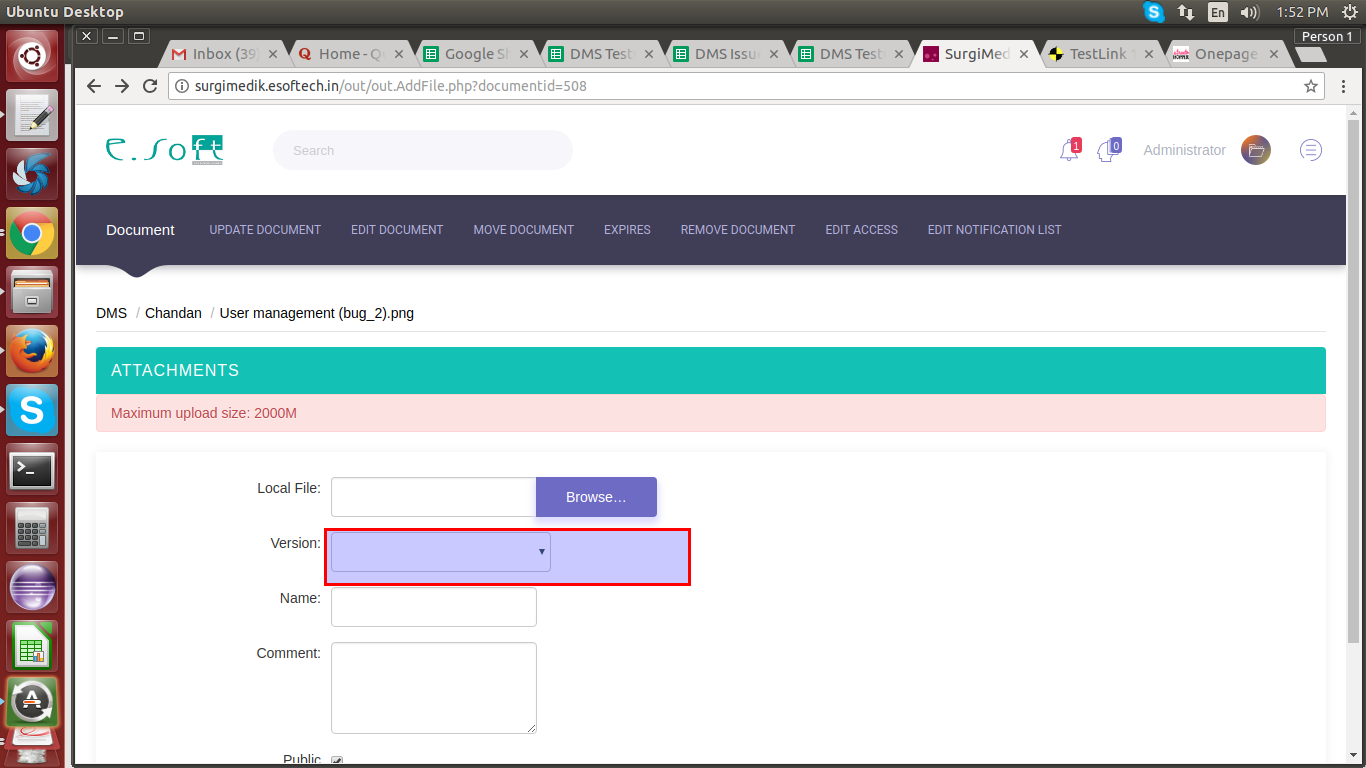 Ubuntu Desktop
En
1:52 PM
Person 1
Inbox (39)
Home - Qu
Google Sh
DMS Test
DMS Issu
DMS Test
SurgiMed
TestLink 1
Onepage
surgimedik.esoftech.in/out/out.AddFile.php?documentid=508
e.soft
Search
1
0
Administrator
Document
UPDATE DOCUMENT
EDIT DOCUMENT
MOVE DOCUMENT
EXPIRES
REMOVE DOCUMENT
EDIT ACCESS
EDIT NOTIFICATION LIST
DMS / Chandan / User management (bug_2).png
ATTACHMENTS
Maximum upload size: 2000M
Local File:
Browse…
Version:
Name:
Comment:
Public